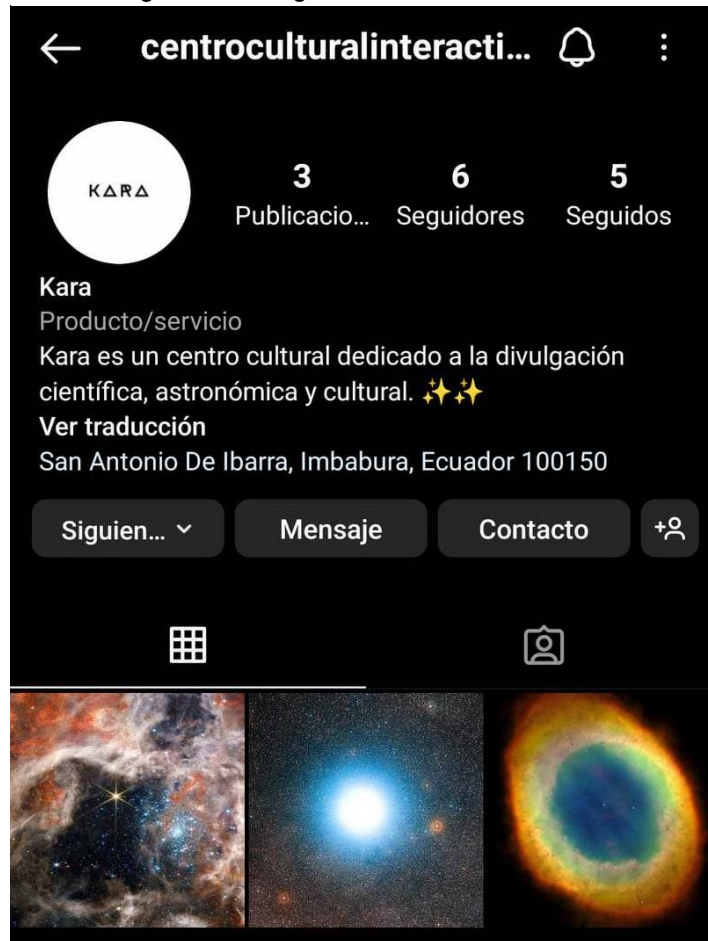 centroculturalinteracti...
KARA
3
Publicacio...
6
Seguidores
5
Seguidos
Kara
Producto/servicio
Kara es un centro cultural dedicado a la divulgación
científica, astronómica y cultural. ✨✨
Ver traducción
San Antonio De Ibarra, Imbabura, Ecuador 100150
Siguien...
Mensaje
Contacto